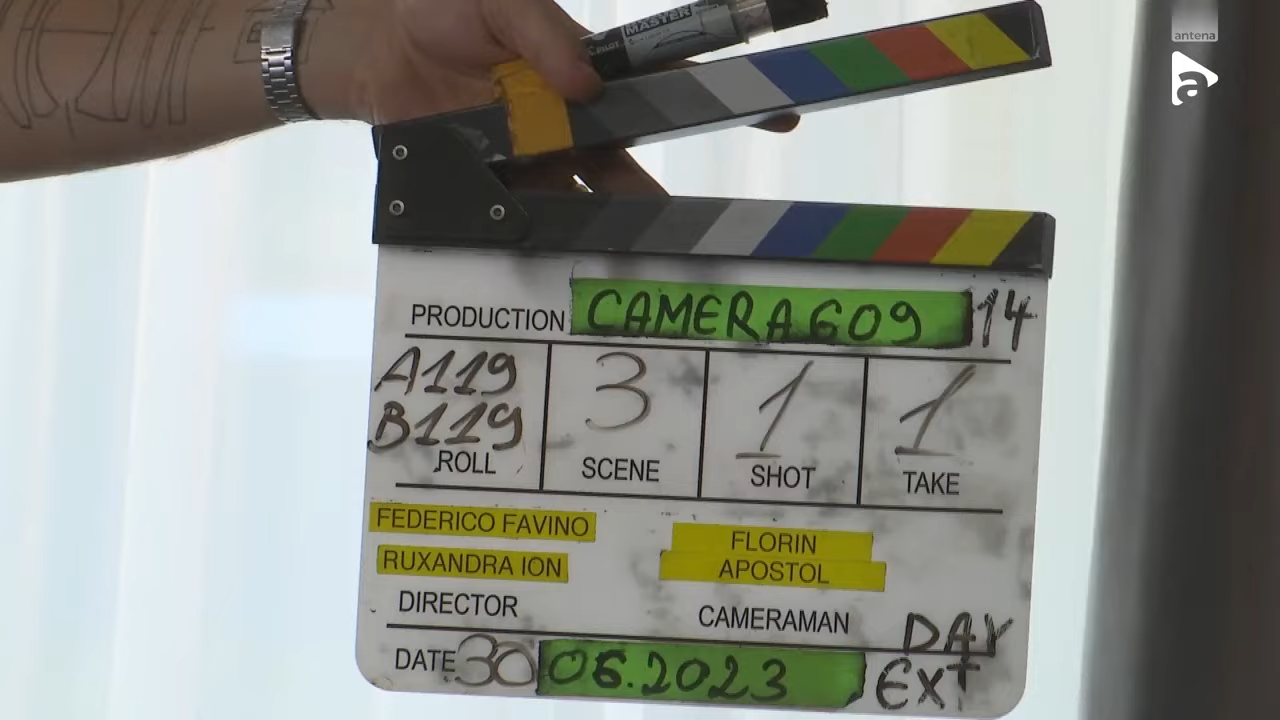 MASTER
PILOT
antena
a
PRODUCTION CAMERA 609 14
A119
B119
ROLL
3
SCENE
1
SHOT
1
TAKE
FEDERICO FAVINO
RUXANDRA ION
DIRECTOR
FLORIN
APOSTOL
CAMERAMAN
DAY
EXT
DATE 30 06.2023